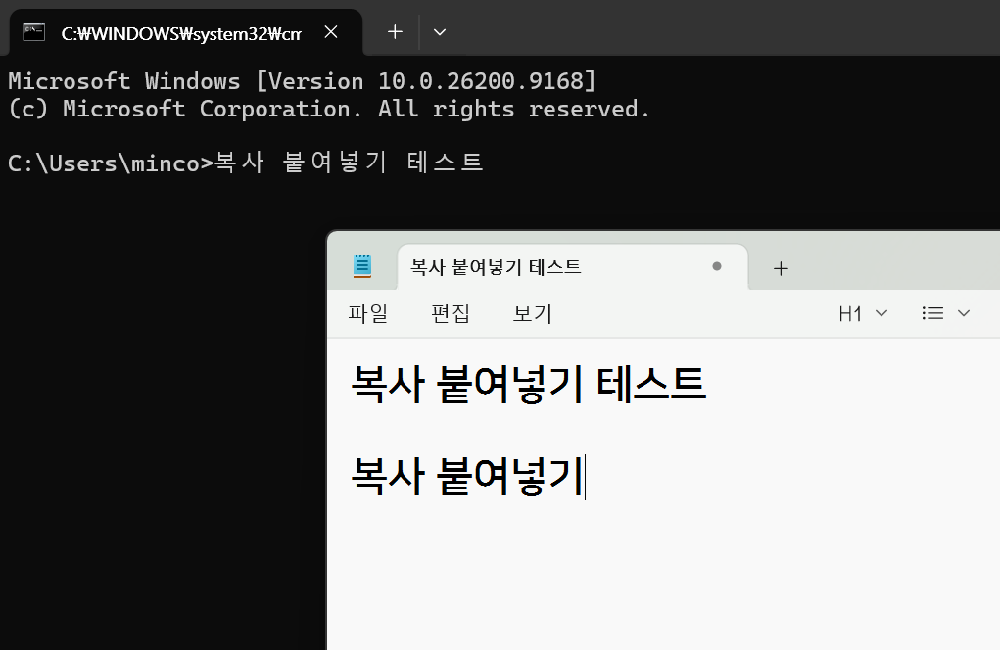 C:₩WINDOWS₩system32₩cm
Microsoft Windows [Version 10.0.26200.9168]
(c) Microsoft Corporation. All rights reserved.
C:\Users\minco>복사 붙여넣기 테스트
복사 붙여넣기 테스트
파일 편집 보기 H1
복사 붙여넣기 테스트
복사 붙여넣기